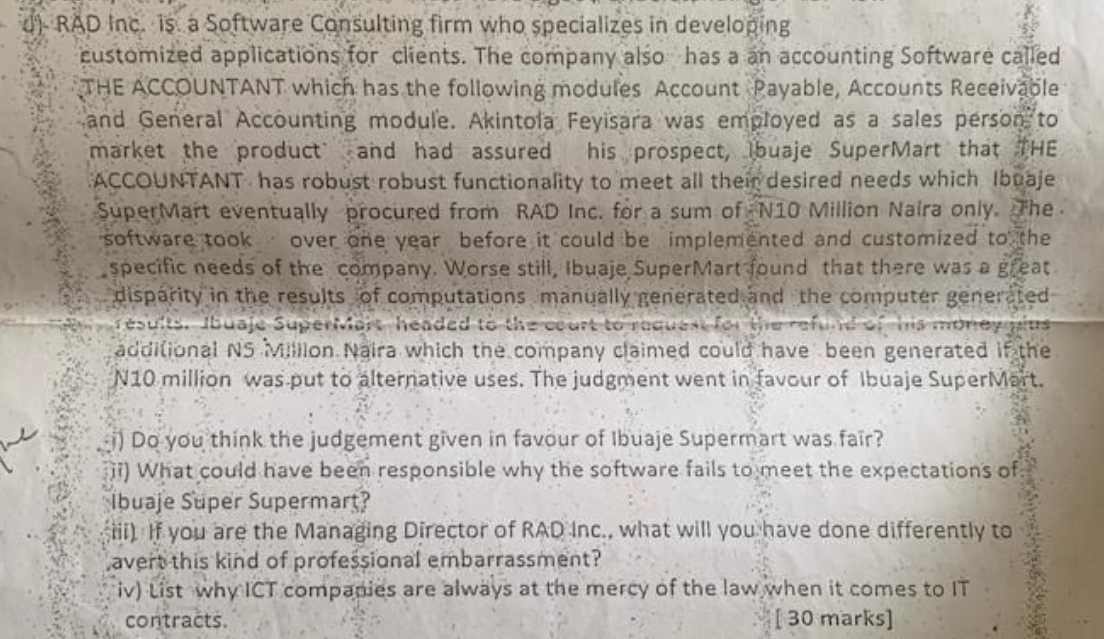 d) RAD Inc. is a Software Consulting firm who specializes in developing
customized applications for clients. The company also has a an accounting Software called
THE ACCOUNTANT which has the following modules Account Payable, Accounts Receivable
and General Accounting module. Akintola Feyisara was employed as a sales person to
market the product and had assured his prospect, Ibuaje SuperMart that THE
ACCOUNTANT has robust robust functionality to meet all their desired needs which Ibuaje
SuperMart eventually procured from RAD Inc. for a sum of N10 Million Naira only. The
software took over one year before it could be implemented and customized to the
specific needs of the company. Worse still, Ibuaje SuperMart found that there was a great
disparity in the results of computations manually generated and the computer generated
results. Ibuaje SuperMart headed to the court to request for the refund of his money plus
additional N5 Million Naira which the company claimed could have been generated if the
N10 million was put to alternative uses. The judgment went in favour of Ibuaje SuperMart.
i) Do you think the judgement given in favour of Ibuaje Supermart was fair?
ii) What could have been responsible why the software fails to meet the expectations of
Ibuaje Super Supermart?
iii) If you are the Managing Director of RAD Inc., what will you have done differently to
avert this kind of professional embarrassment?
iv) List why ICT companies are always at the mercy of the law when it comes to IT
contracts. [ 30 marks]